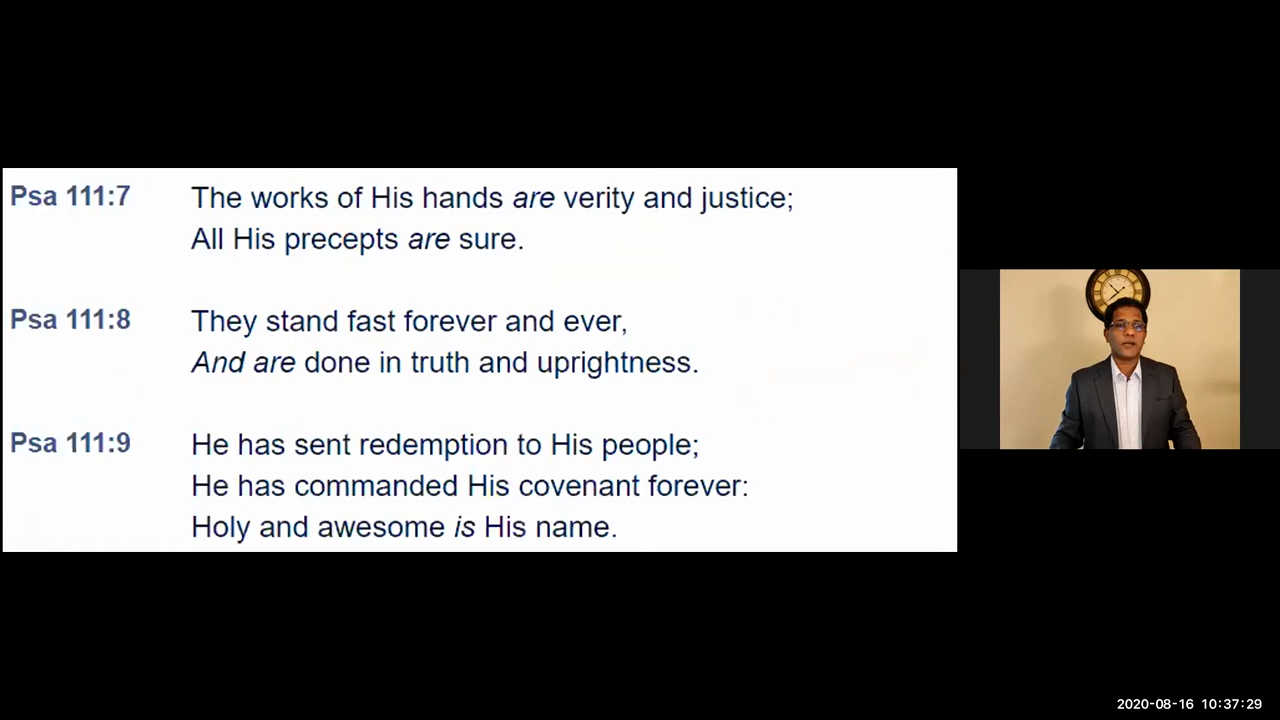 Psa 111:7 The works of His hands are verity and justice;
All His precepts are sure.
Psa 111:8 They stand fast forever and ever,
And are done in truth and uprightness.
Psa 111:9 He has sent redemption to His people;
He has commanded His covenant forever:
Holy and awesome is His name.
2020-08-16 10:37:29